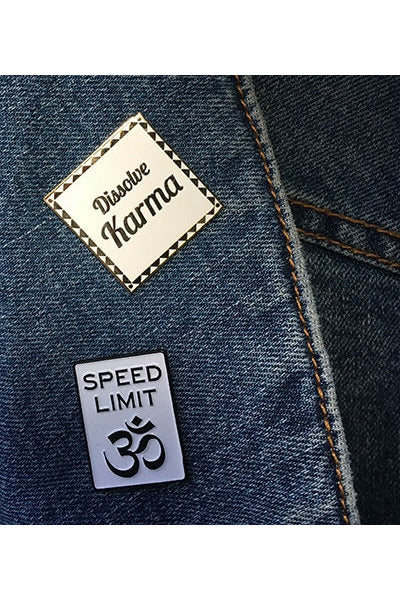 Dissolve
Karma
SPEED
LIMIT
ॐ